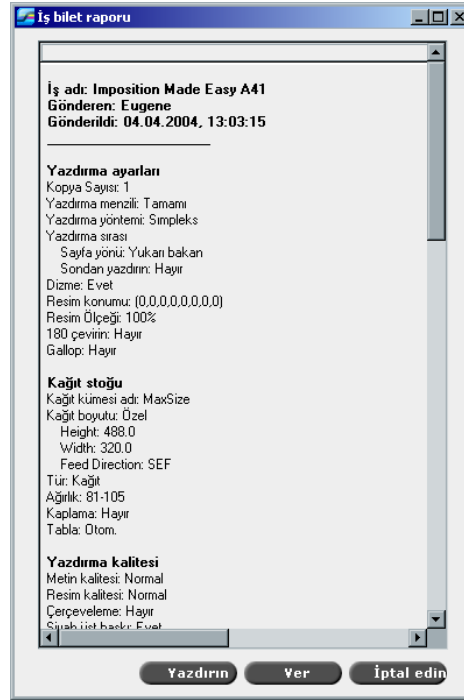 İş bilet raporu
İş adı: Imposition Made Easy A41
Gönderen: Eugene
Gönderildi: 04.04.2004, 13:03:15
Yazdırma ayarları
Kopya Sayısı: 1
Yazdırma menzili: Tamamı
Yazdırma yöntemi: Simpleks
Yazdırma sırası
Sayfa yönü: Yukarı bakan
Sondan yazdırın: Hayır
Dizme: Evet
Resim konumu: (0,0,0,0,0,0,0,0)
Resim Ölçeği: 100%
180 çevirin: Hayır
Gallop: Hayır
Kağıt stoğu
Kağıt kümesi adı: MaxSize
Kağıt boyutu: Özel
Height: 488.0
Width: 320.0
Feed Direction: SEF
Tür: Kağıt
Ağırlık: 81-105
Kaplama: Hayır
Tabla: Otom.
Yazdırma kalitesi
Metin kalitesi: Normal
Resim kalitesi: Normal
Çerçeveleme: Hayır
Siyah üst baskı: Evet
Yazdırın
Ver
İptal edin